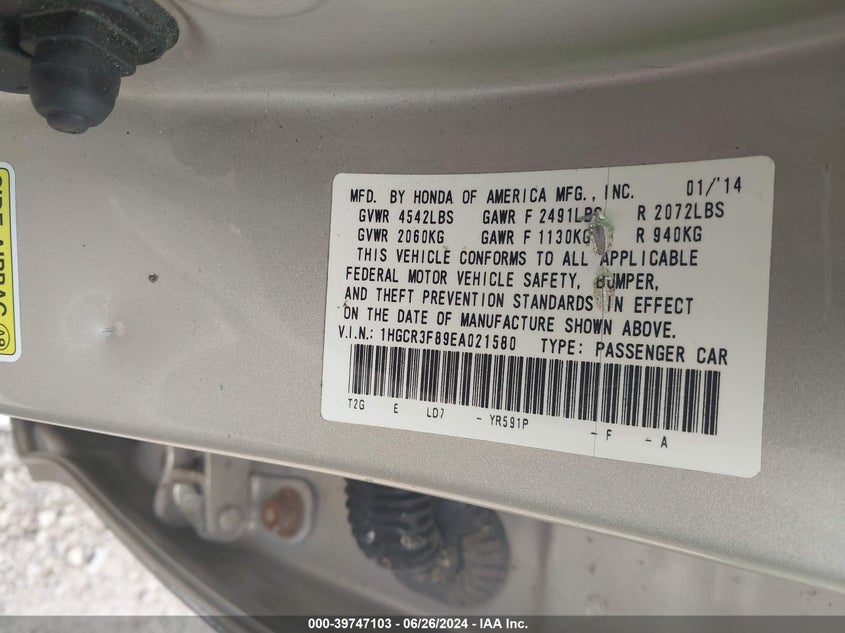 MFD. BY HONDA OF AMERICA MFG., INC. 01/'14
GVWR 4542LBS GAWR F 2491LBS R 2072LBS
GVWR 2060KG GAWR F 1130KG R 940KG
THIS VEHICLE CONFORMS TO ALL APPLICABLE
FEDERAL MOTOR VEHICLE SAFETY, BUMPER,
AND THEFT PREVENTION STANDARDS IN EFFECT
ON THE DATE OF MANUFACTURE SHOWN ABOVE.
V.I.N.: 1HGCR3F89EA021580 TYPE: PASSENGER CAR
T2G E LD7 - YR591P - F - A
SIDE AIRBAG
000-39747103 - 06/26/2024 - IAA Inc.